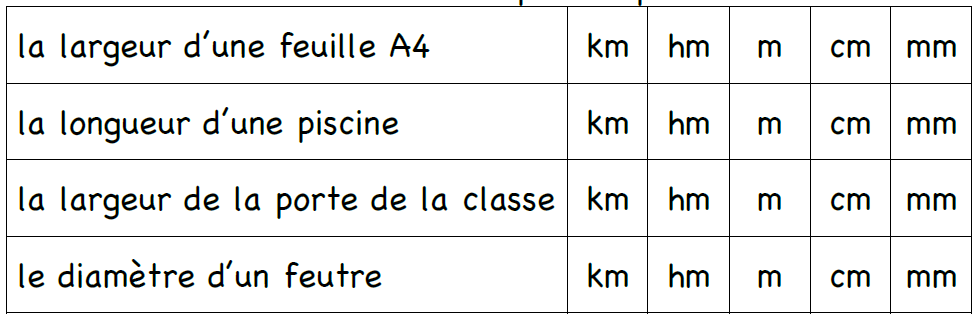 la largeur d'une feuille A4 km hm m cm mm
la longueur d'une piscine km hm m cm mm
la largeur de la porte de la classe km hm m cm mm
le diamètre d'un feutre km hm m cm mm